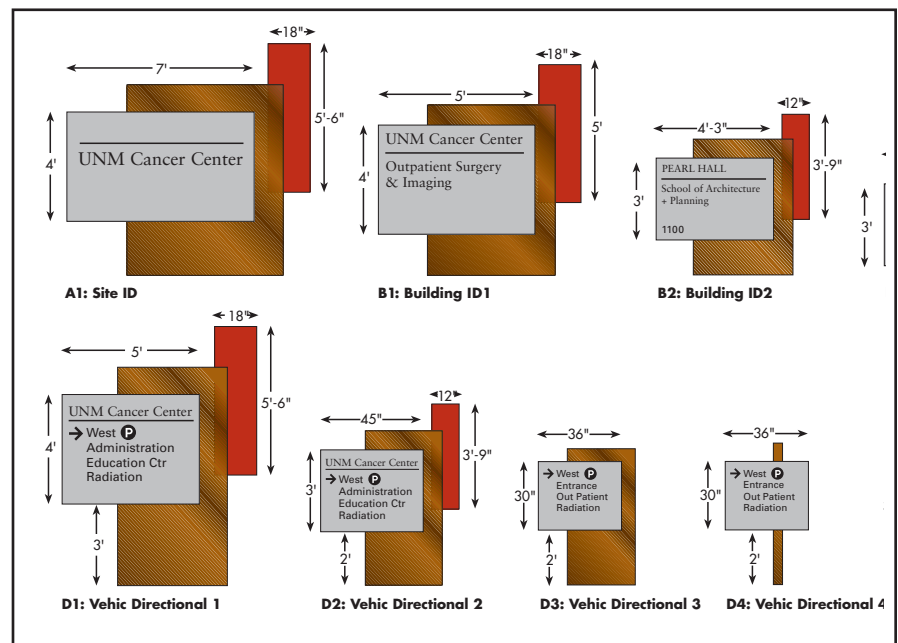 18"
7'
5'-6"
4'
UNM Cancer Center
A1: Site ID
18"
5'
5'
4'
UNM Cancer Center
Outpatient Surgery
& Imaging
B1: Building ID1
12"
4'-3"
3'-9"
3'
PEARL HALL
School of Architecture
+ Planning
1100
B2: Building ID2
3'
18"
5'
5'-6"
4'
UNM Cancer Center
→ West P
Administration
Education Ctr
Radiation
3'
D1: Vehic Directional 1
12"
45"
3'-9"
3'
UNM Cancer Center
→ West P
Administration
Education Ctr
Radiation
2'
D2: Vehic Directional 2
36"
30"
→ West P
Entrance
Out Patient
Radiation
2'
D3: Vehic Directional 3
36"
30"
→ West P
Entrance
Out Patient
Radiation
2'
D4: Vehic Directional 4